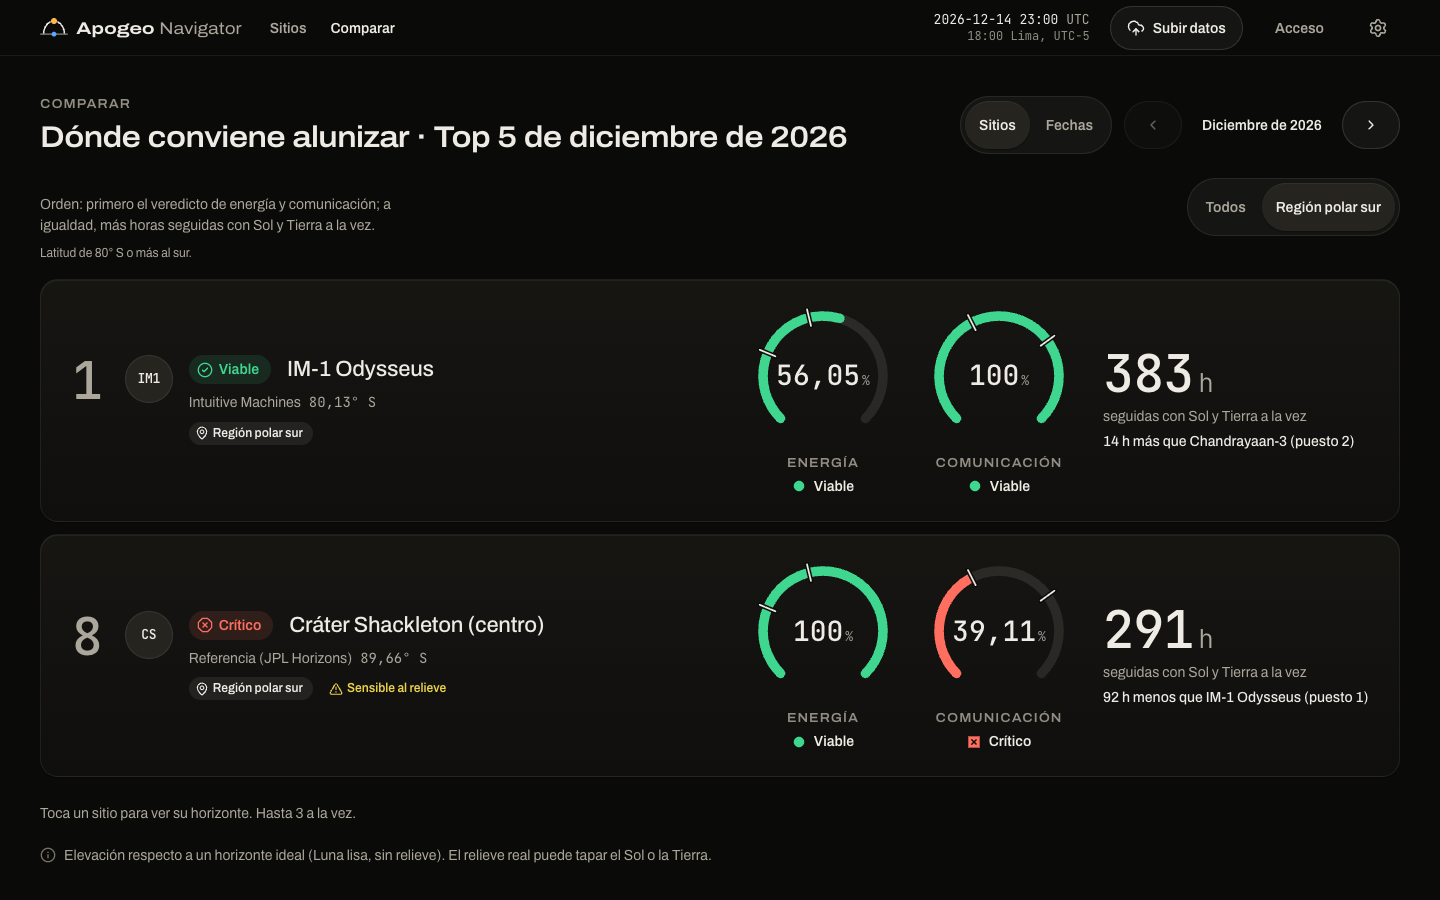 Apogeo Navigator
Sitios
Comparar
2026-12-14 23:00 UTC
18:00 Lima, UTC-5
Subir datos
Acceso
COMPARAR
Dónde conviene alunizar · Top 5 de diciembre de 2026
Sitios
Fechas
Diciembre de 2026
Orden: primero el veredicto de energía y comunicación; a
igualdad, más horas seguidas con Sol y Tierra a la vez.
Latitud de 80° S o más al sur.
Todos
Región polar sur
1
IM1
Viable
IM-1 Odysseus
Intuitive Machines 80,13° S
Región polar sur
56,05%
ENERGÍA
Viable
100%
COMUNICACIÓN
Viable
383 h
seguidas con Sol y Tierra a la vez
14 h más que Chandrayaan-3 (puesto 2)
8
CS
Crítico
Cráter Shackleton (centro)
Referencia (JPL Horizons) 89,66° S
Región polar sur
Sensible al relieve
100%
ENERGÍA
Viable
39,11%
COMUNICACIÓN
Crítico
291 h
seguidas con Sol y Tierra a la vez
92 h menos que IM-1 Odysseus (puesto 1)
Toca un sitio para ver su horizonte. Hasta 3 a la vez.
Elevación respecto a un horizonte ideal (Luna lisa, sin relieve). El relieve real puede tapar el Sol o la Tierra.